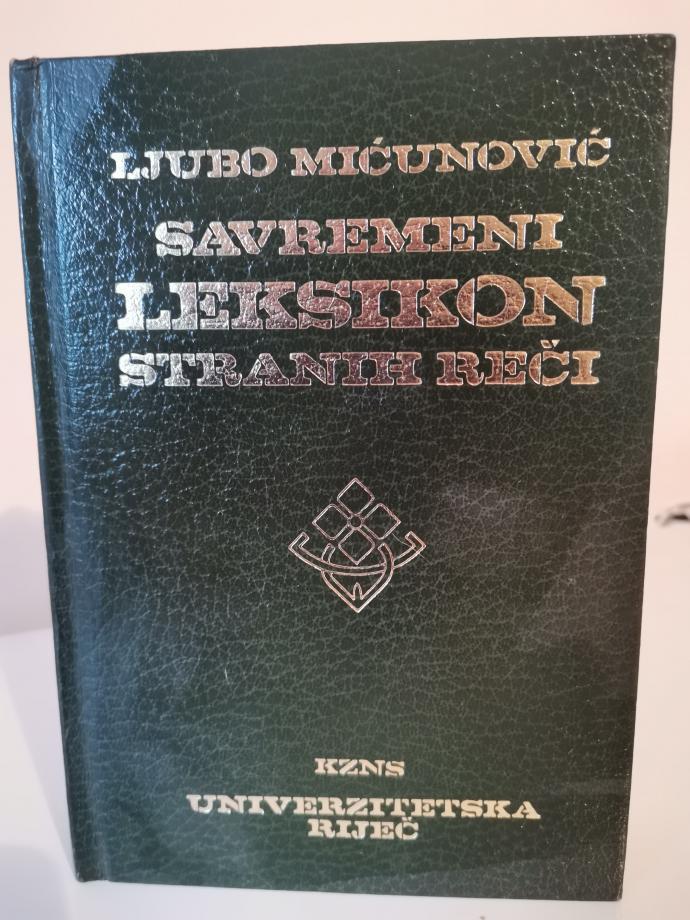 LJUBO MIĆUNOVIĆ
SAVREMENI
LEKSIKON
STRANIH REČI
KZNS
UNIVERZITETSKA
RIJEČ